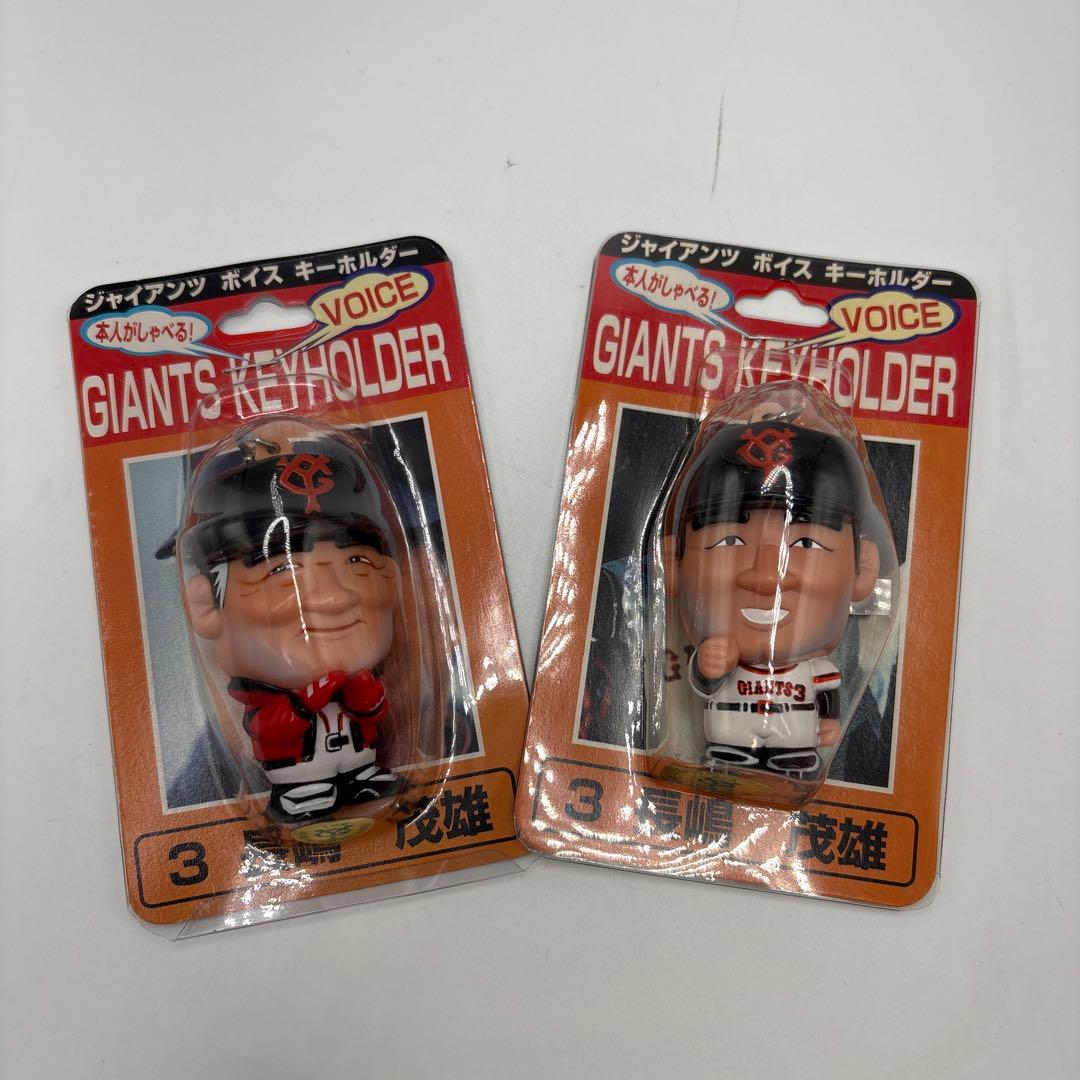 ジャイアンツ ボイス キーホルダー
本人がしゃべる!
VOICE
GIANTS KEYHOLDER
YG
3 長嶋 茂雄
ジャイアンツ ボイス キーホルダー
本人がしゃべる!
VOICE
GIANTS KEYHOLDER
YG
GIANTS 3
3 長嶋 茂雄